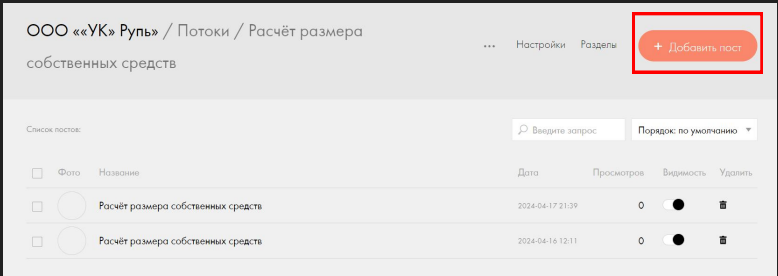 ООО ««УК» Рупь» / Потоки / Расчёт размера
собственных средств
••• Настройки Разделы + Добавить пост
Список постов: Введите запрос Порядок: по умолчанию
Фото Название Дата Просмотров Видимость Удалить
Расчёт размера собственных средств 2024-04-17 21:39 0
Расчёт размера собственных средств 2024-04-16 12:11 0